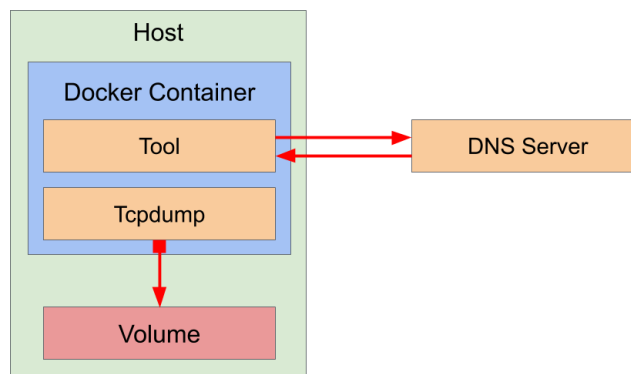 Host
Docker Container
Tool
DNS Server
Tcpdump
Volume